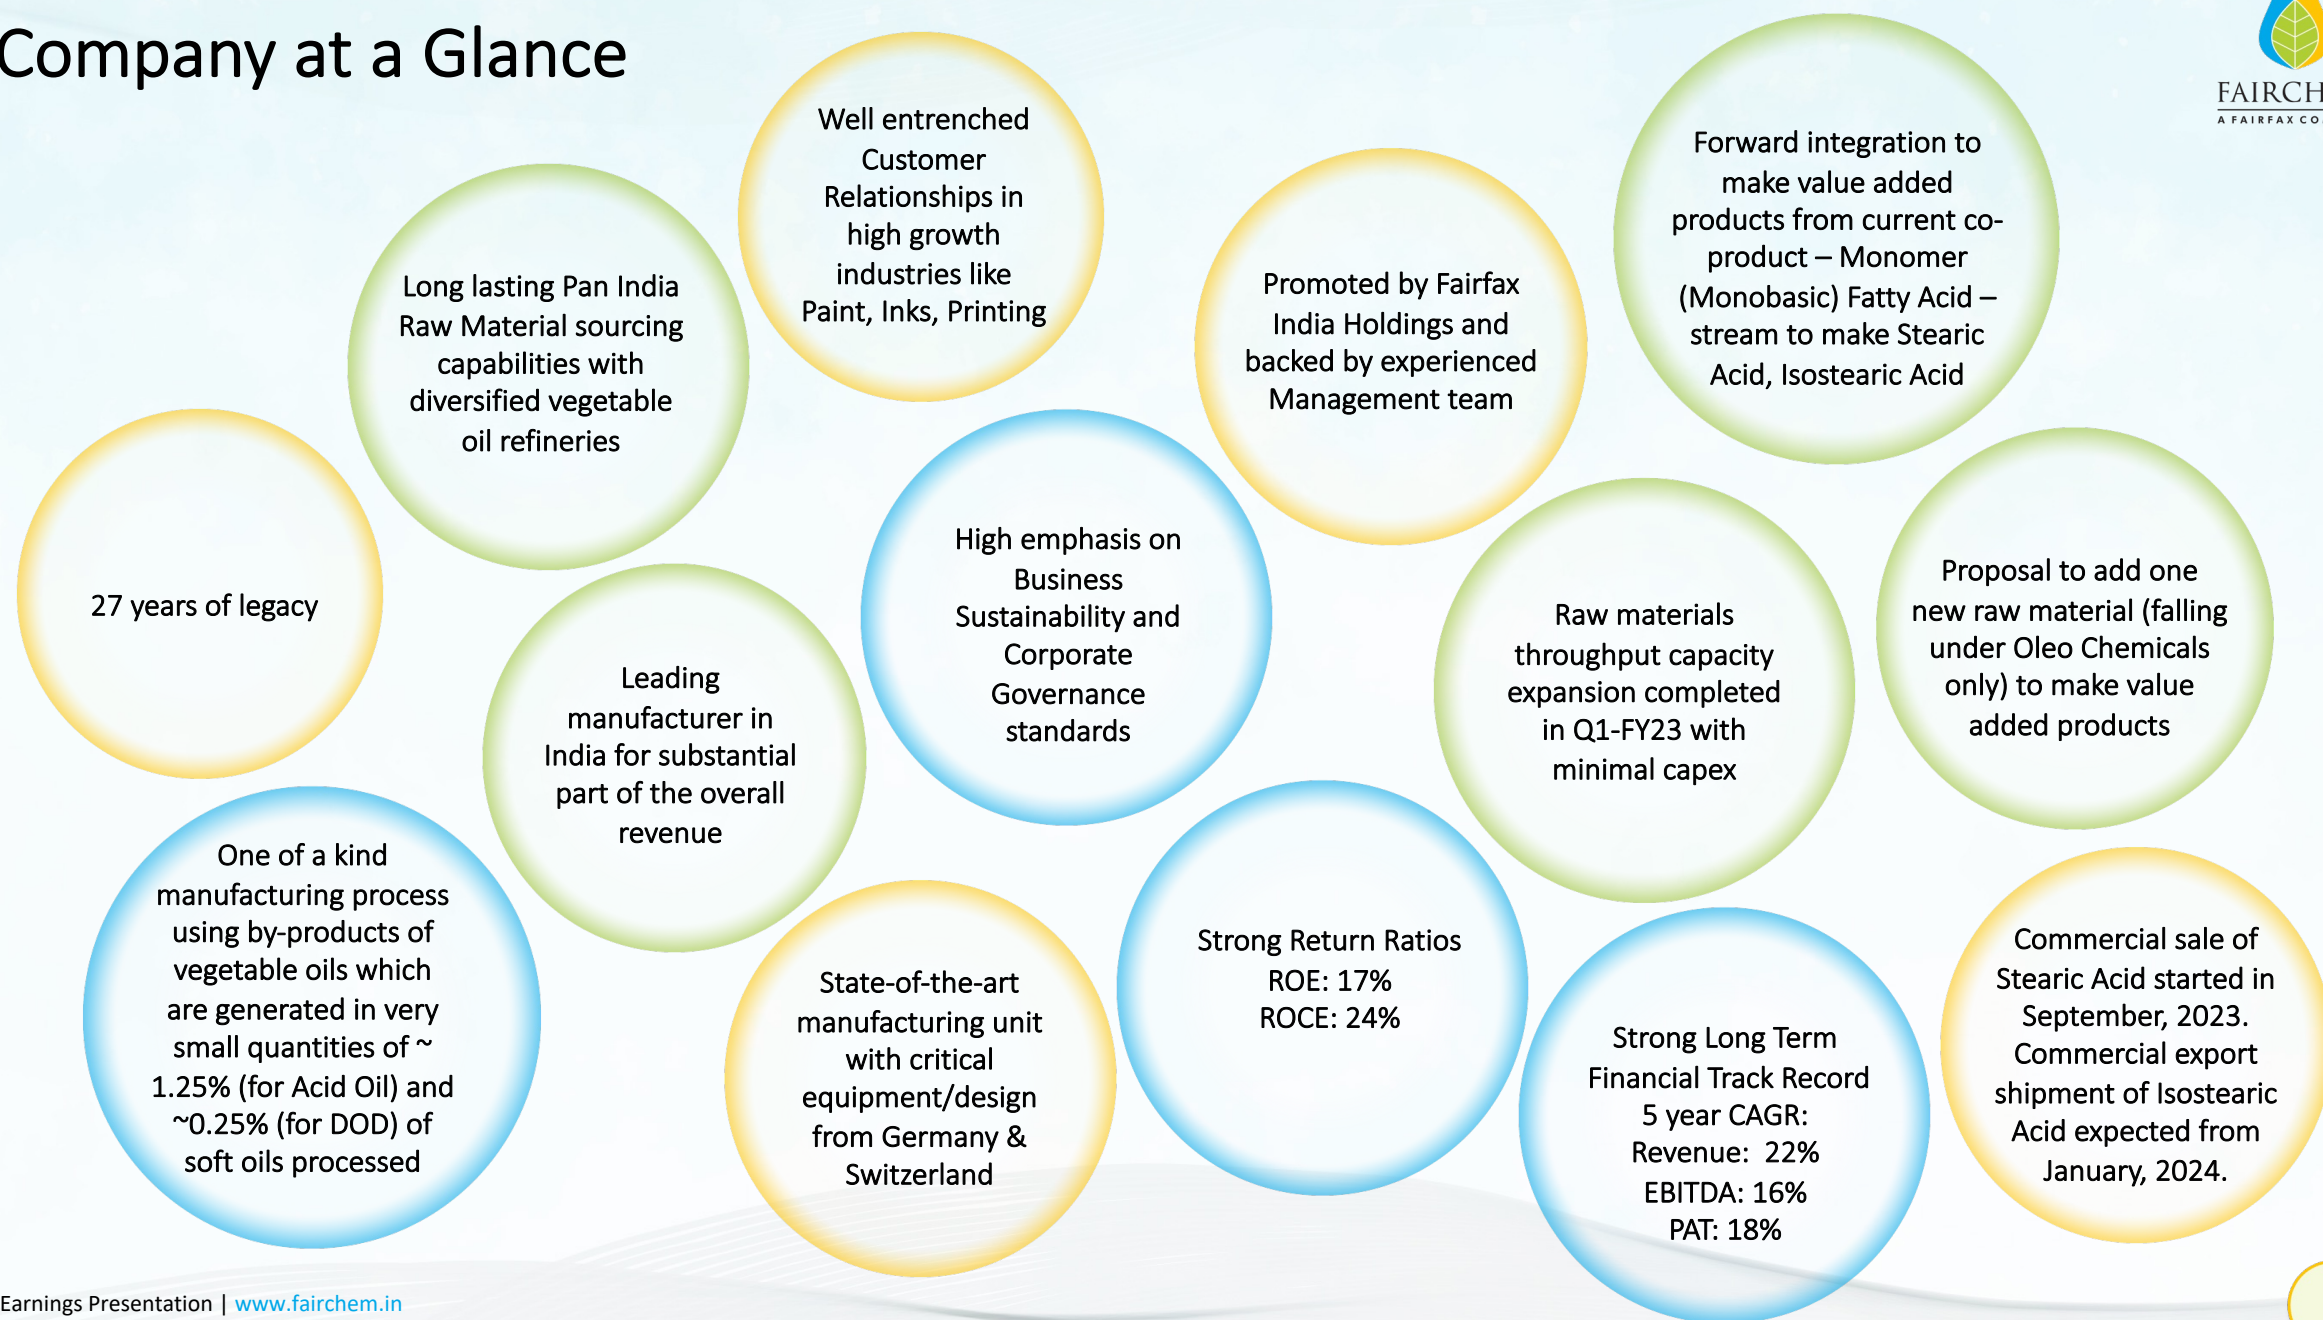 Company at a Glance
FAIRCH
A FAIRFAX CO
Well entrenched
Customer
Relationships in
high growth
industries like
Paint, Inks, Printing
Forward integration to
make value added
products from current co-
product – Monomer
(Monobasic) Fatty Acid –
stream to make Stearic
Acid, Isostearic Acid
Long lasting Pan India
Raw Material sourcing
capabilities with
diversified vegetable
oil refineries
Promoted by Fairfax
India Holdings and
backed by experienced
Management team
27 years of legacy
High emphasis on
Business
Sustainability and
Corporate
Governance
standards
Raw materials
throughput capacity
expansion completed
in Q1-FY23 with
minimal capex
Proposal to add one
new raw material (falling
under Oleo Chemicals
only) to make value
added products
Leading
manufacturer in
India for substantial
part of the overall
revenue
One of a kind
manufacturing process
using by-products of
vegetable oils which
are generated in very
small quantities of ~
1.25% (for Acid Oil) and
~0.25% (for DOD) of
soft oils processed
State-of-the-art
manufacturing unit
with critical
equipment/design
from Germany &
Switzerland
Strong Return Ratios
ROE: 17%
ROCE: 24%
Strong Long Term
Financial Track Record
5 year CAGR:
Revenue:  22%
EBITDA: 16%
PAT: 18%
Commercial sale of
Stearic Acid started in
September, 2023.
Commercial export
shipment of Isostearic
Acid expected from
January, 2024.
Earnings Presentation | www.fairchem.in